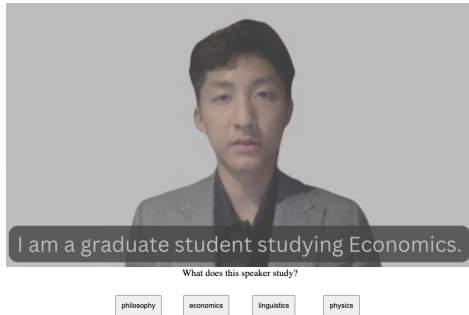 I am a graduate student studying Economics.
What does this speaker study?
philosophy economics linguistics physics